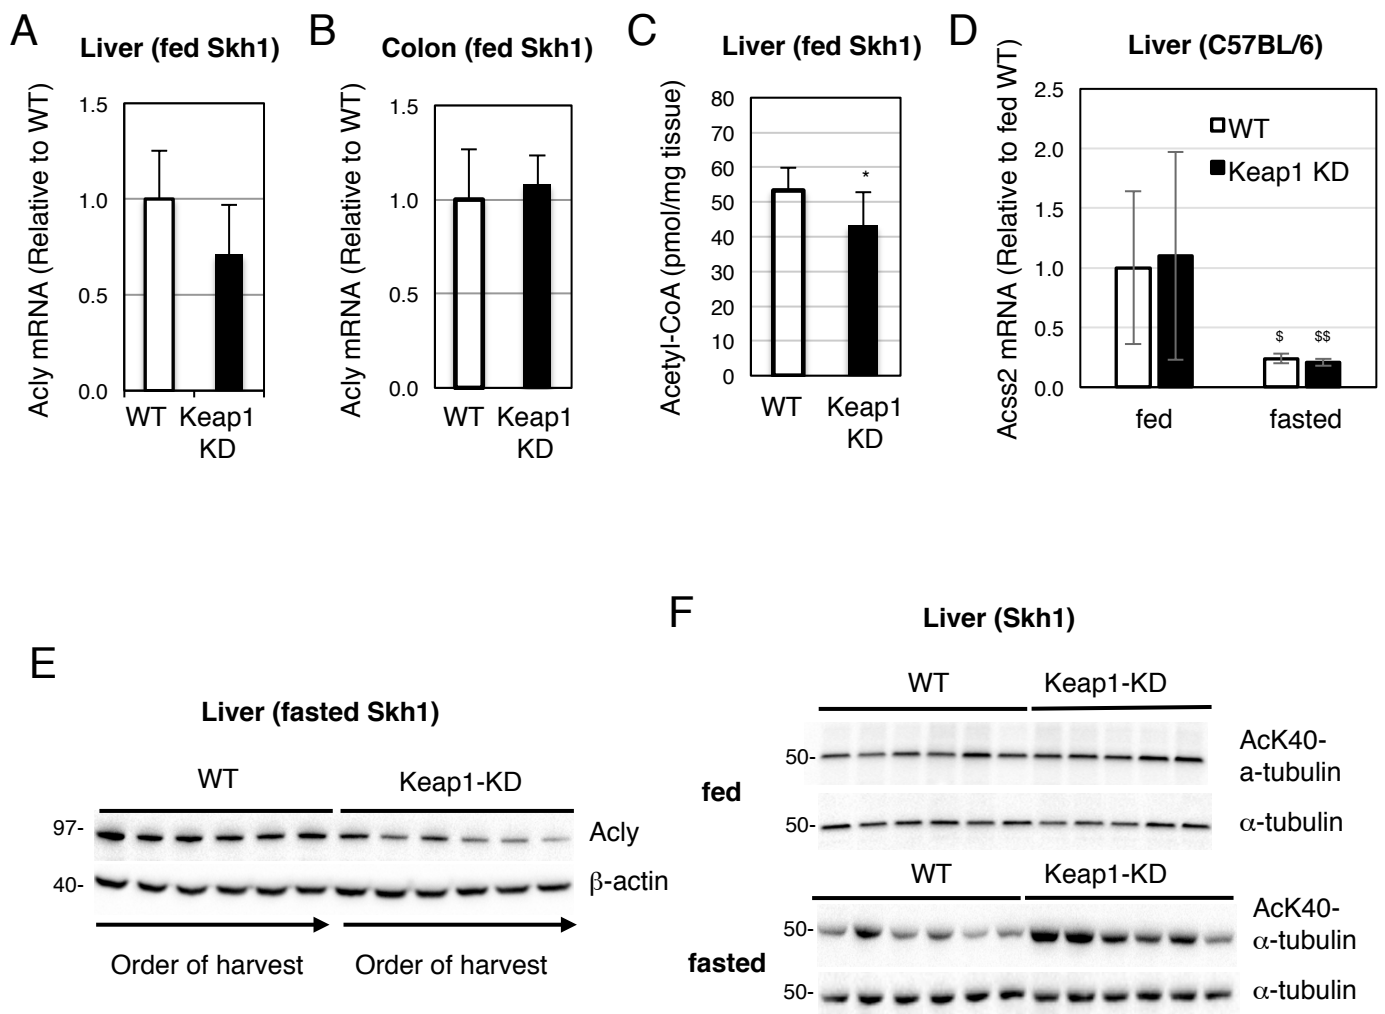 A
Liver (fed Skh1)
Acly mRNA (Relative to WT)
1.5
1.0
0.5
0.0
WT
Keap1
KD
B
Colon (fed Skh1)
Acly mRNA (Relative to WT)
1.5
1.0
0.5
0.0
WT
Keap1
KD
C
Liver (fed Skh1)
Acetyl-CoA (pmol/mg tissue)
80
70
60
50
40
30
20
10
0
*
WT
Keap1
KD
D
Liver (C57BL/6)
Acss2 mRNA (Relative to fed WT)
2.5
2.0
1.5
1.0
0.5
0.0
WT
Keap1 KD
$
$$
fed
fasted
E
Liver (fasted Skh1)
WT
Keap1-KD
97-
Acly
40-
β-actin
Order of harvest
Order of harvest
F
Liver (Skh1)
WT
Keap1-KD
fed
50-
AcK40-
a-tubulin
50-
α-tubulin
WT
Keap1-KD
fasted
50-
AcK40-
α-tubulin
50-
α-tubulin